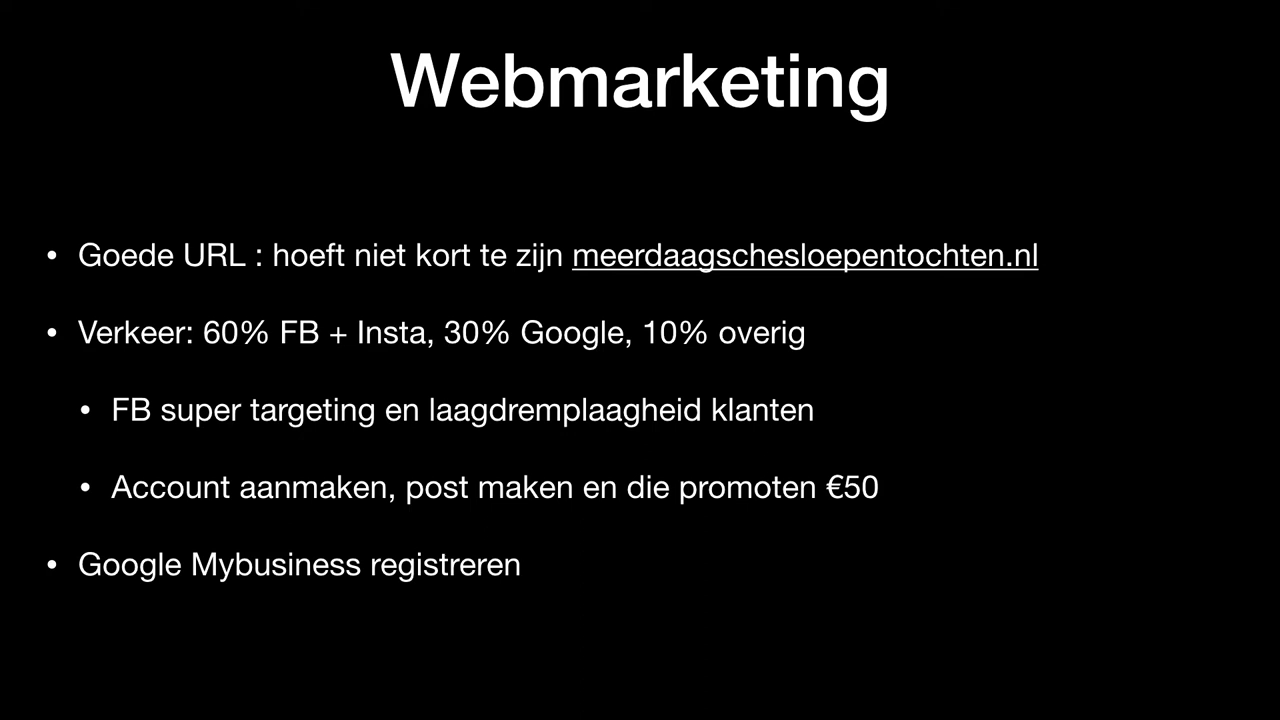 Webmarketing
• Goede URL : hoeft niet kort te zijn meerdaagschesloepentochten.nl
• Verkeer: 60% FB + Insta, 30% Google, 10% overig
• FB super targeting en laagdremplaagheid klanten
• Account aanmaken, post maken en die promoten €50
• Google Mybusiness registreren